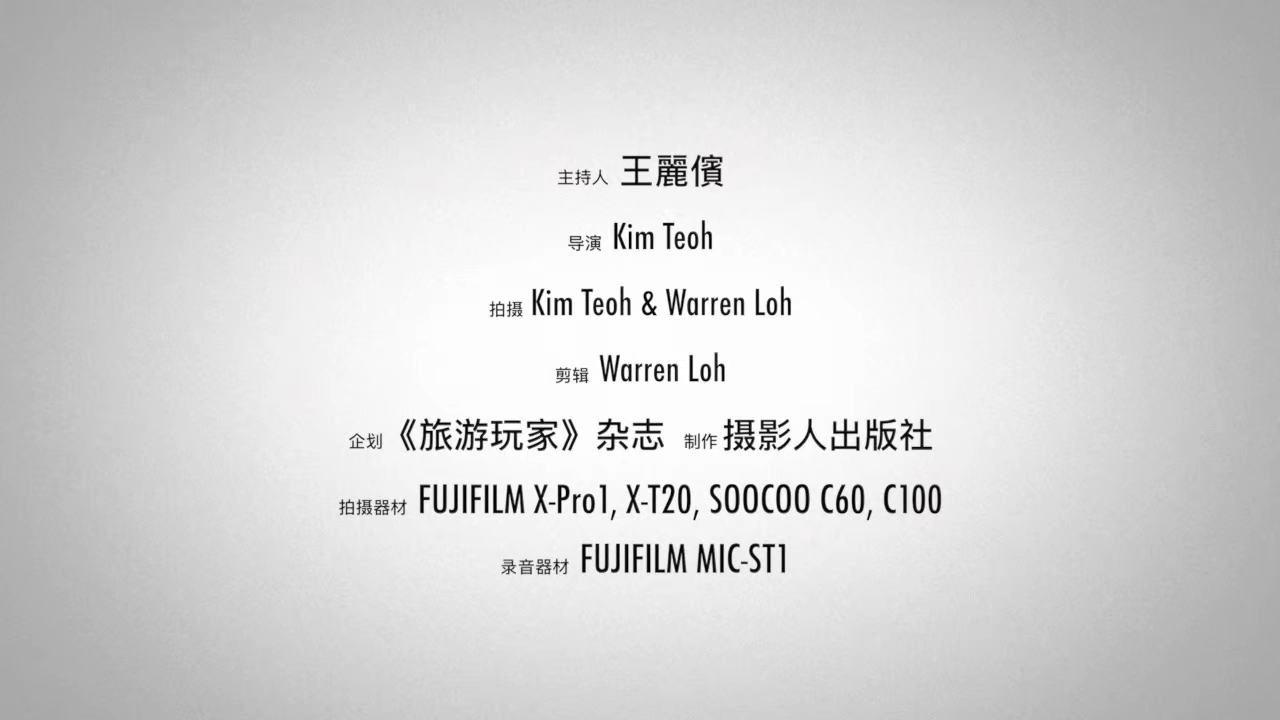 主持人 王麗儐
导演 Kim Teoh
拍摄 Kim Teoh & Warren Loh
剪辑 Warren Loh
企划 《旅游玩家》杂志 制作 摄影人出版社
拍摄器材 FUJIFILM X-Pro1, X-T20, SOOCOO C60, C100
录音器材 FUJIFILM MIC-ST1